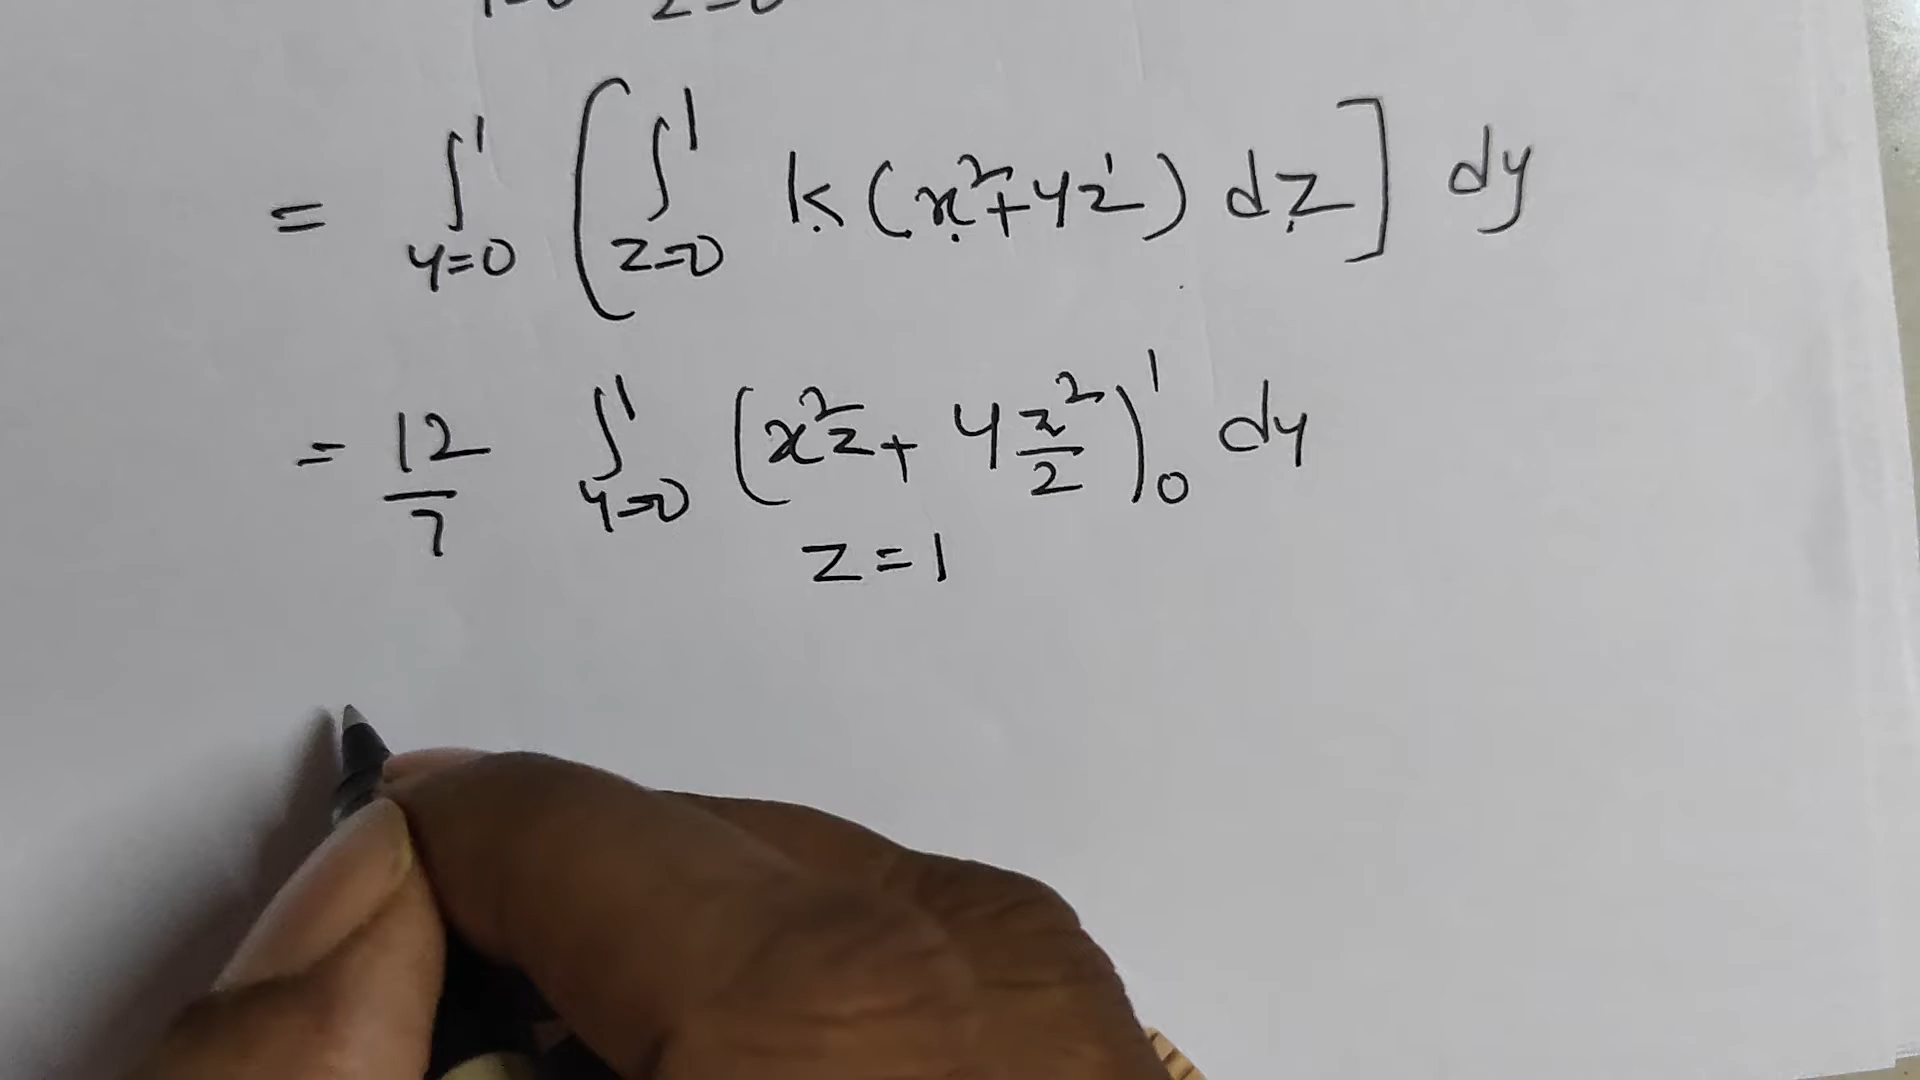 = ∫_{y=0}^{1} [∫_{z=0}^{1} k(x²+yz) dz] dy
= 12/7 ∫_{y=0}^{1} (x²z + y z²/2)_0^1 dy
z=1